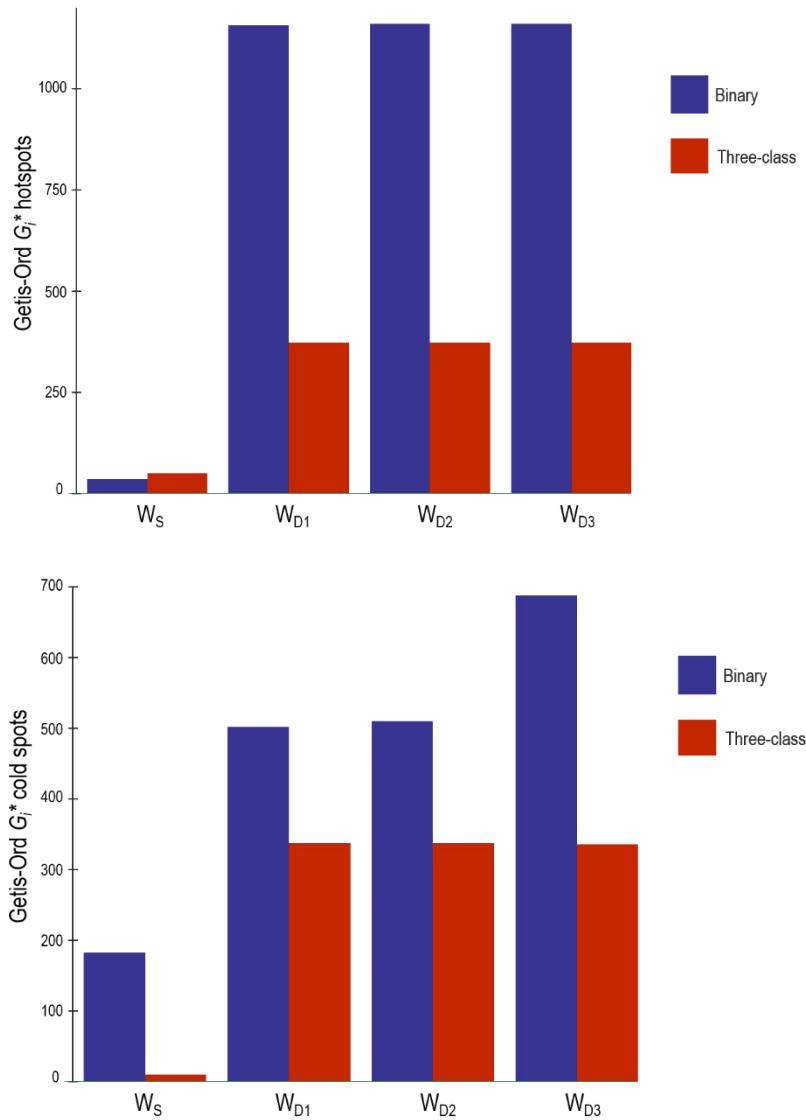 1000
750
500
250
0
Getis-Ord Gi* hotspots
WS
WD1
WD2
WD3
Binary
Three-class
700
600
500
400
300
200
100
0
Getis-Ord Gi* cold spots
WS
WD1
WD2
WD3
Binary
Three-class